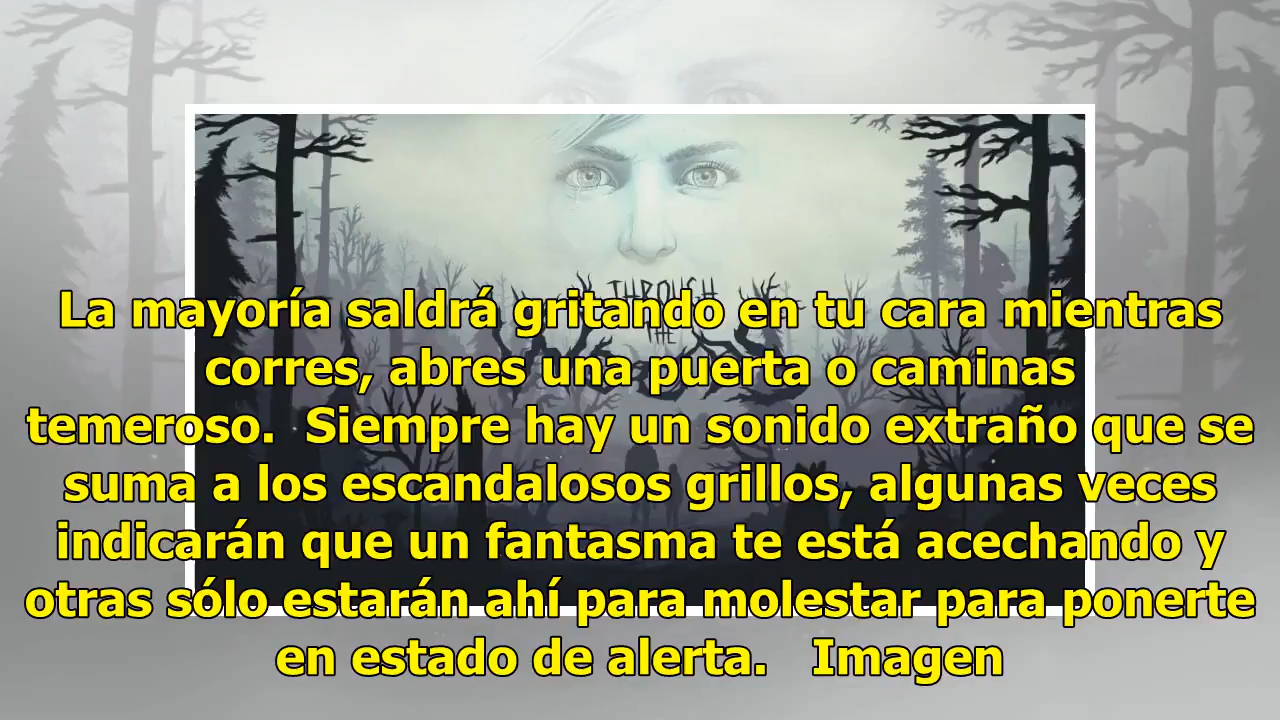 THROUGH
THE
La mayoría saldrá gritando en tu cara mientras
corres, abres una puerta o caminas
temeroso.  Siempre hay un sonido extraño que se
suma a los escandalosos grillos, algunas veces
indicarán que un fantasma te está acechando y
otras sólo estarán ahí para molestar para ponerte
en estado de alerta.   Imagen